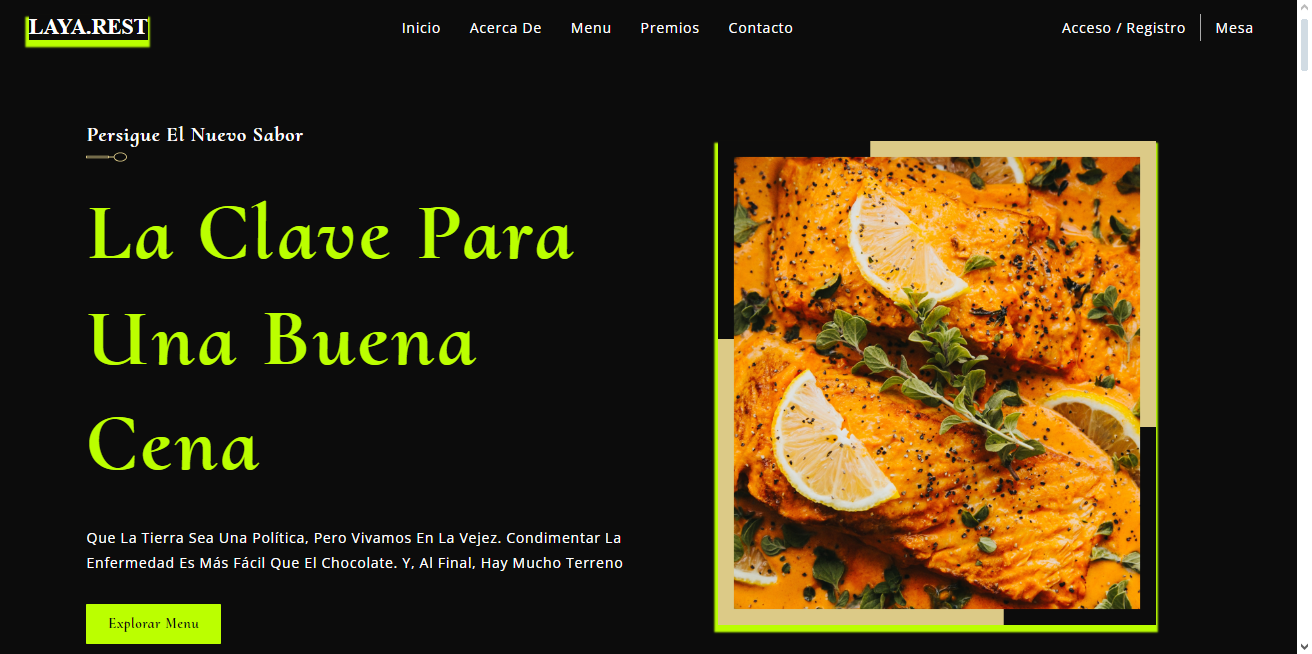 LAYA.REST
Inicio Acerca De Menu Premios Contacto
Acceso / Registro Mesa
Persigue El Nuevo Sabor
La Clave Para
Una Buena
Cena
Que La Tierra Sea Una Política, Pero Vivamos En La Vejez. Condimentar La
Enfermedad Es Más Fácil Que El Chocolate. Y, Al Final, Hay Mucho Terreno
Explorar Menu